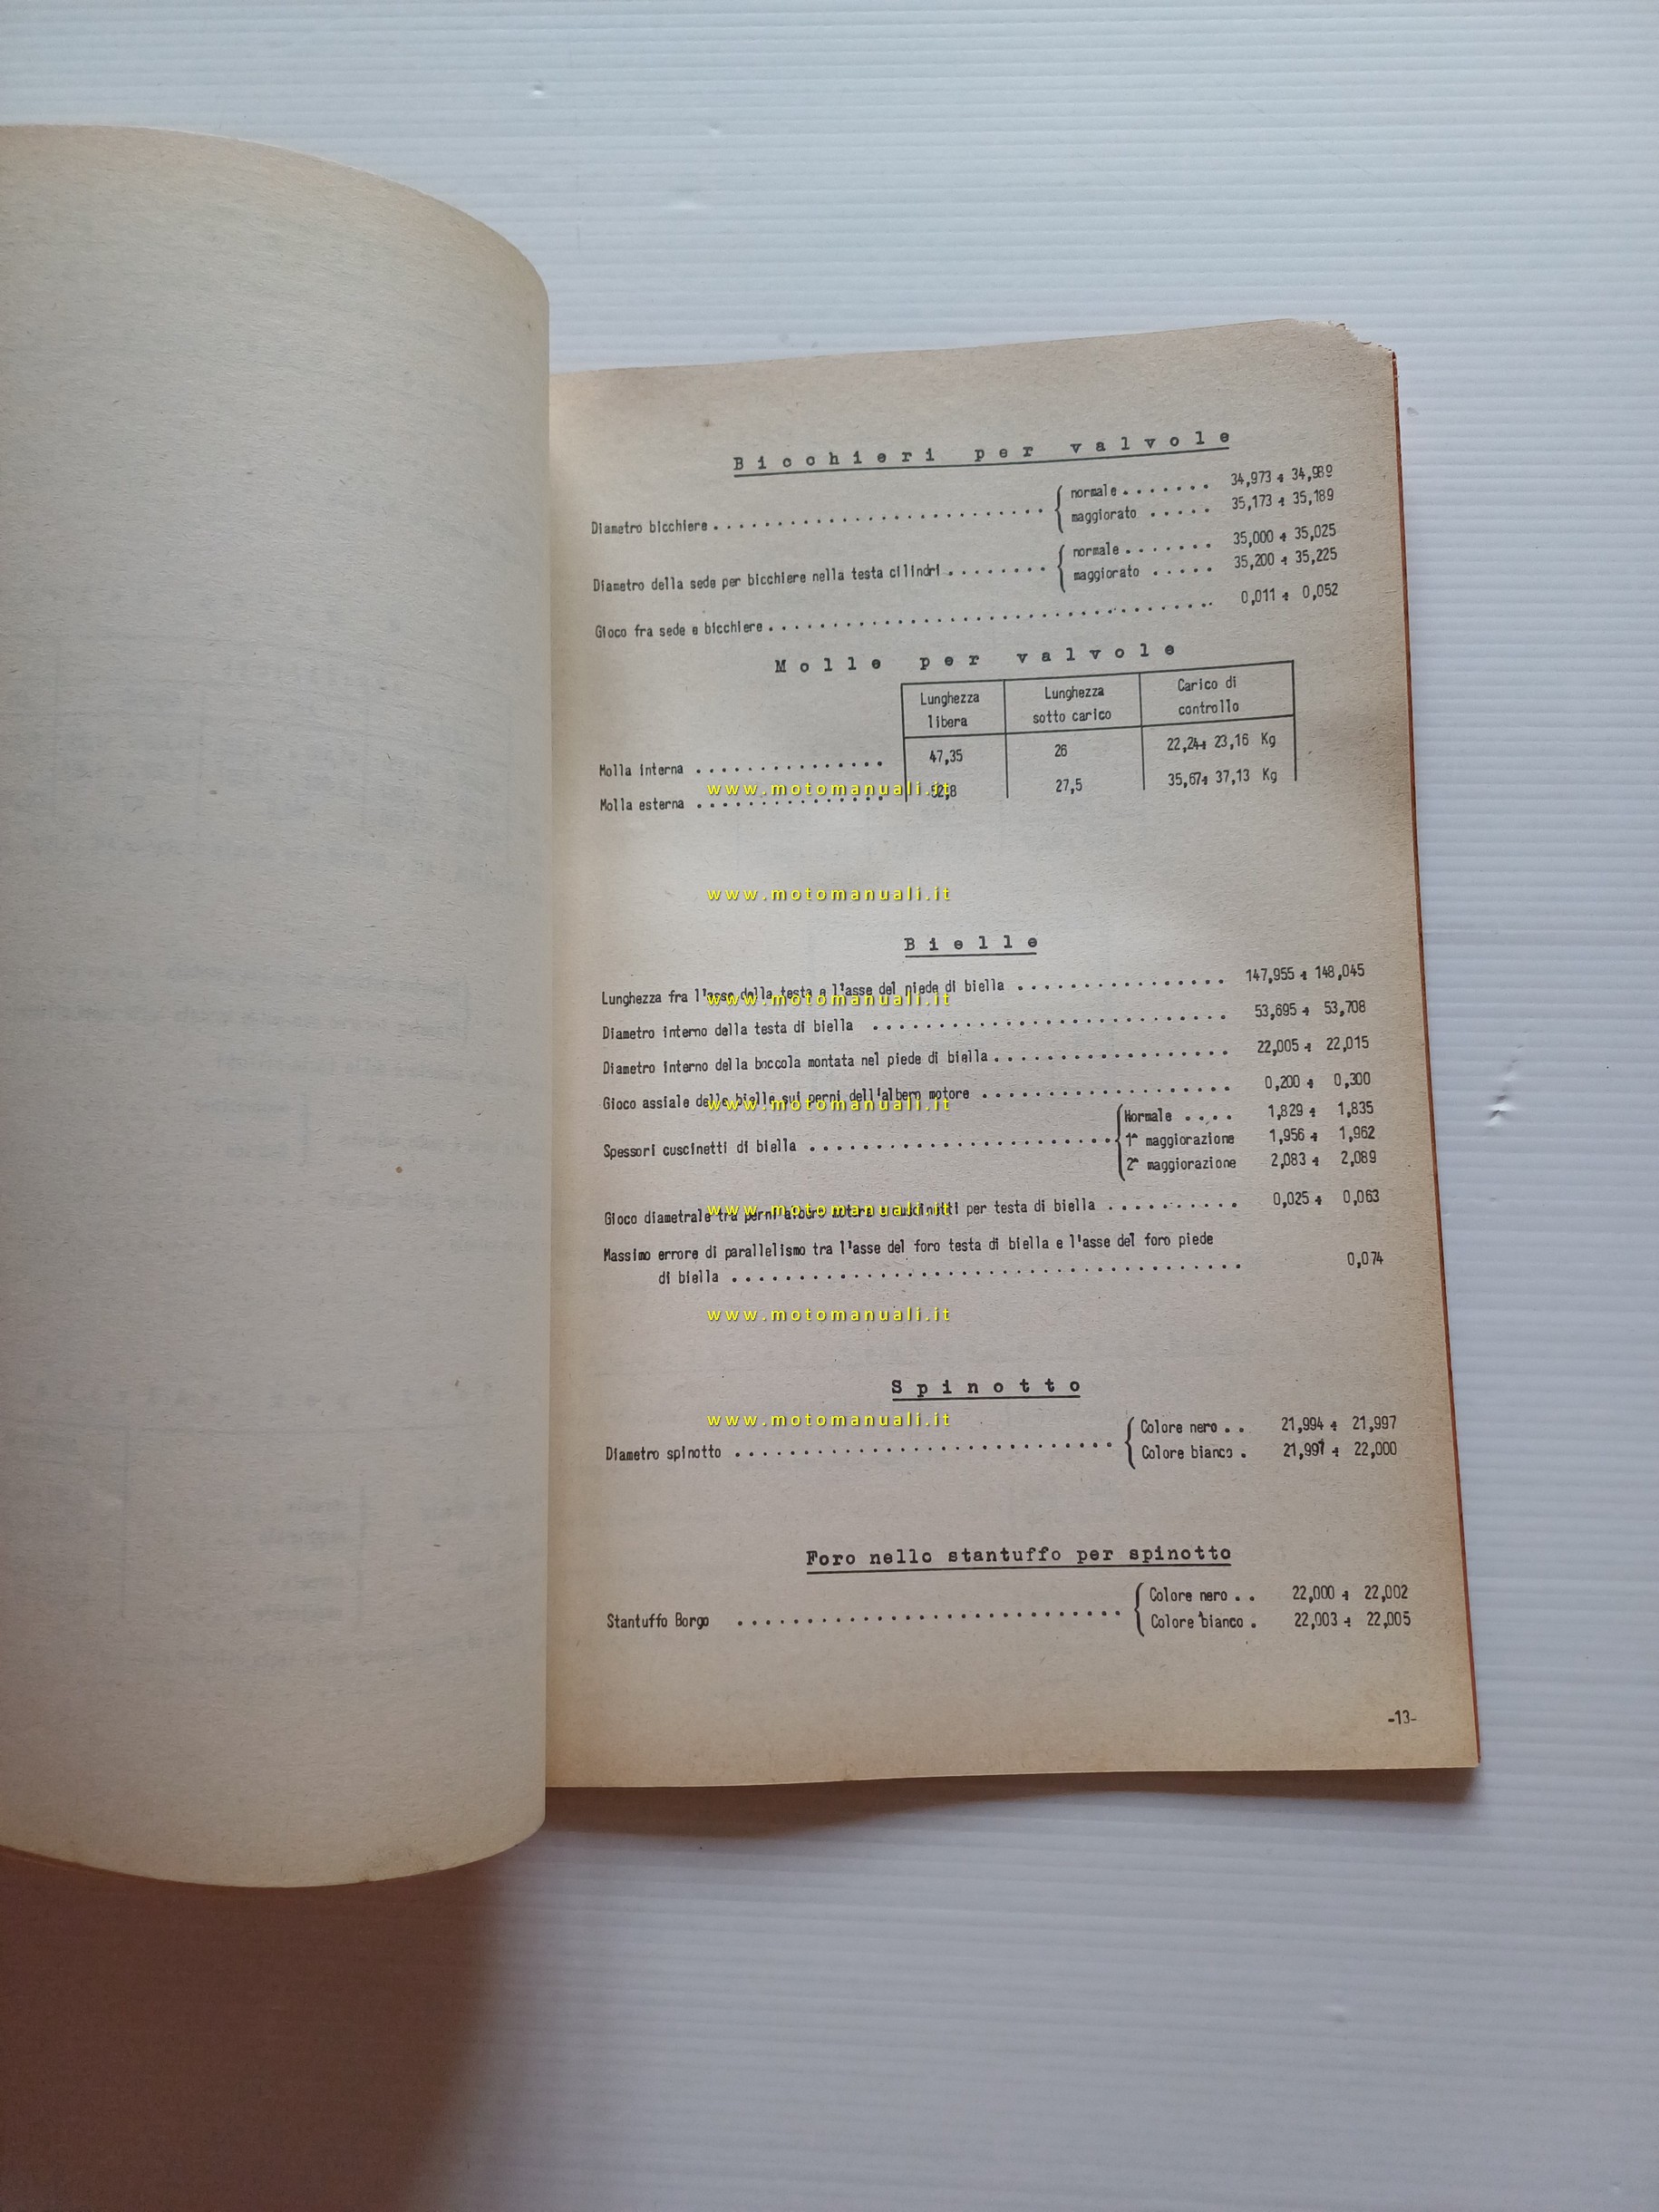 Bicchieri per valvole
Diametro bicchiere . . . . . . . . . . . . . . . . . . . . . . . . . . { normale . . . . . . . 34,973 ÷ 34,989
maggiorato . . . . . 35,173 ÷ 35,189
Diametro della sede per bicchiere nella testa cilindri . . . . . . . . { normale . . . . . . . 35,000 ÷ 35,025
maggiorato . . . . . 35,200 ÷ 35,225
Gioco fra sede e bicchiere . . . . . . . . . . . . . . . . . . . . . . . . . . . . . . . . . . . 0,011 ÷ 0,052
Molle per valvole
Lunghezza libera | Lunghezza sotto carico | Carico di controllo
Molla interna . . . . . . . . . . . . . . . 47,35 26 22,24÷ 23,16 Kg
Molla esterna . . . . . . . . . . . . . . . 52,8 27,5 35,67÷ 37,13 Kg
www.motomanuali.it
www.motomanuali.it
Bielle
Lunghezza fra l'asse della testa e l'asse del piede di biella . . . . . . . . . . . . . . . . 147,955 ÷ 148,045
www.motomanuali.it
Diametro interno della testa di biella . . . . . . . . . . . . . . . . . . . . . . . . . . . 53,695 ÷ 53,708
Diametro interno della boccola montata nel piede di biella . . . . . . . . . . . . . . . . . . 22,005 ÷ 22,015
Gioco assiale delle bielle sui perni dell'albero motore . . . . . . . . . . . . . . . . . . . 0,200 ÷ 0,300
www.motomanuali.it
Spessori cuscinetti di biella . . . . . . . . . . . . . . . . . . . . . . . { Normale . . . . 1,829 ÷ 1,835
1ª maggiorazione 1,956 ÷ 1,962
2ª maggiorazione 2,083 ÷ 2,089
Gioco diametrale tra perni albero motore e cuscinetti per testa di biella . . . . . . . . . . 0,025 ÷ 0,063
www.motomanuali.it
Massimo errore di parallelismo tra l'asse del foro testa di biella e l'asse del foro piede
di biella . . . . . . . . . . . . . . . . . . . . . . . . . . . . . . . . . . . . . . 0,074
www.motomanuali.it
Spinotto
www.motomanuali.it
Diametro spinotto . . . . . . . . . . . . . . . . . . . . . . . . . . . . { Colore nero . . 21,994 ÷ 21,997
Colore bianco . 21,997 ÷ 22,000
Foro nello stantuffo per spinotto
Stantuffo Borgo . . . . . . . . . . . . . . . . . . . . . . . . . . . . { Colore nero . . 22,000 ÷ 22,002
Colore bianco . 22,003 ÷ 22,005
-13-